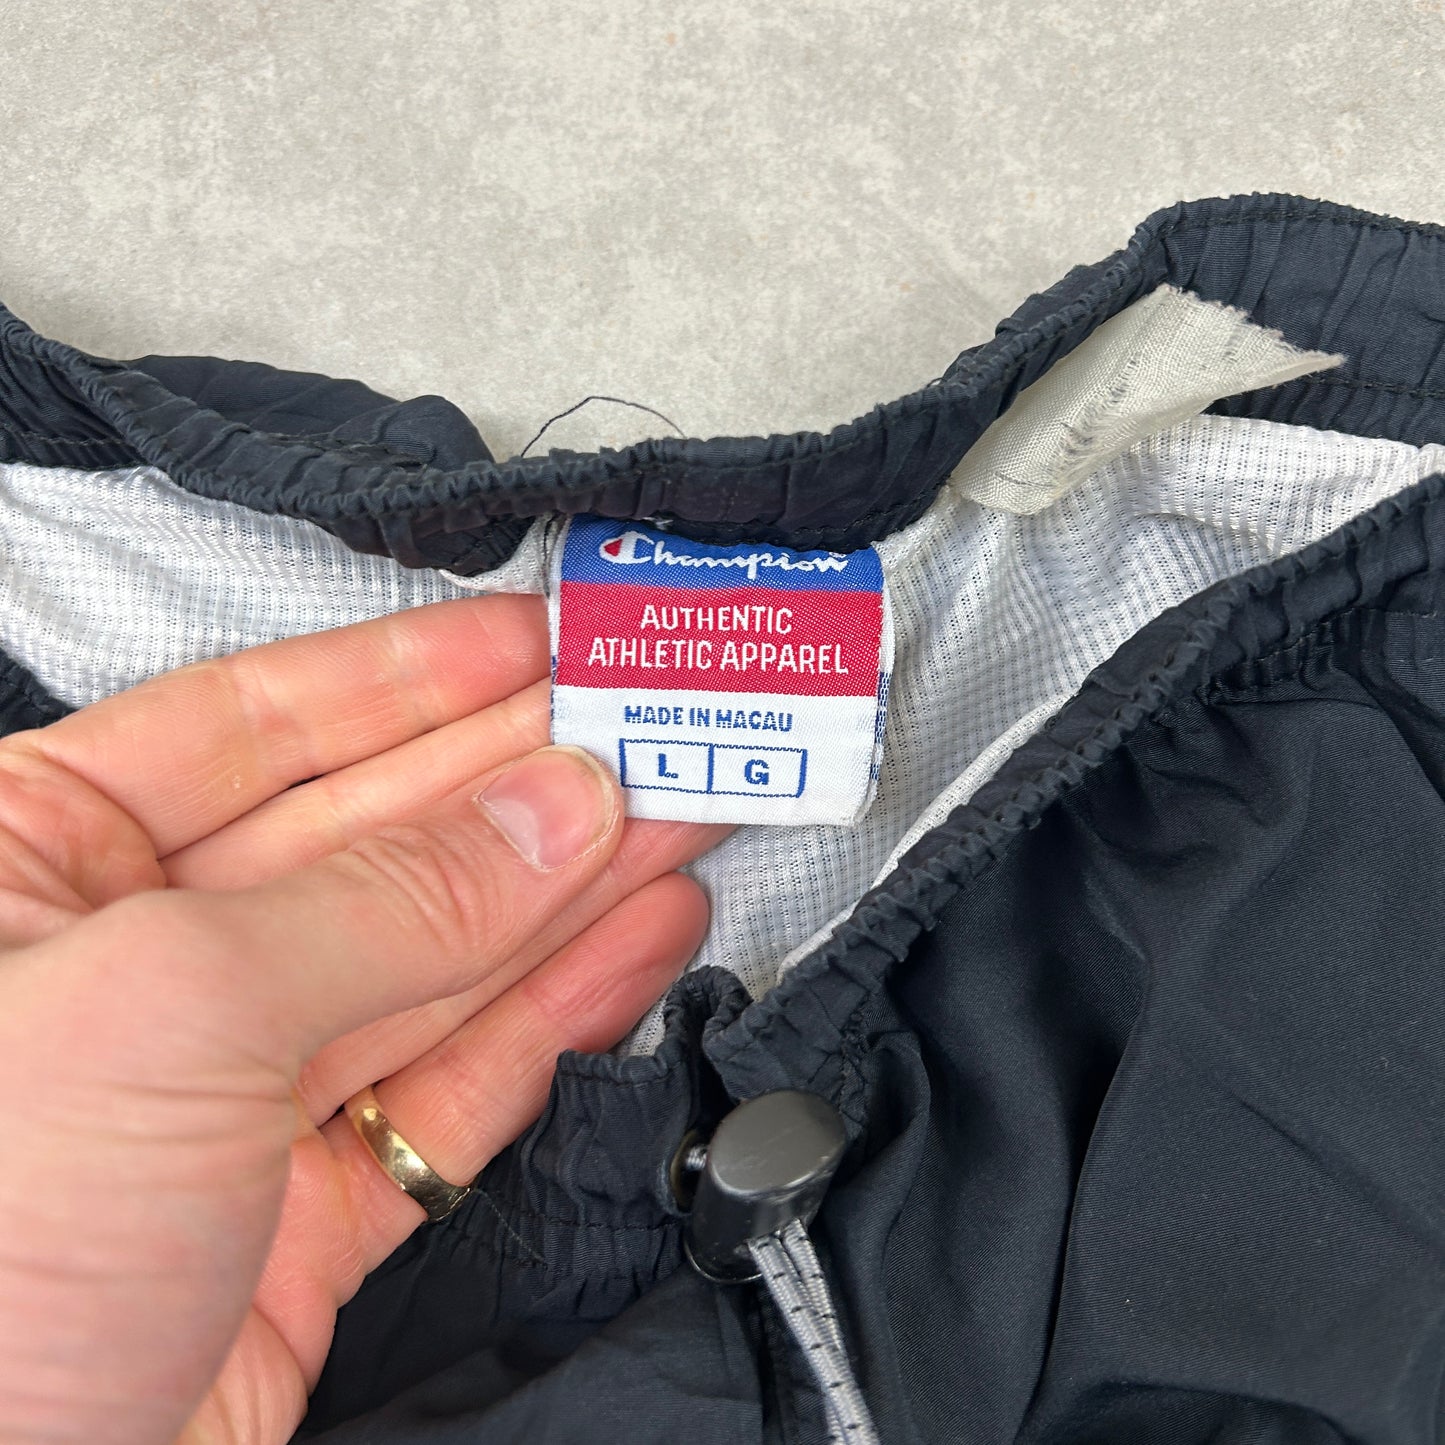 Champion®
AUTHENTIC
ATHLETIC APPAREL
MADE IN MACAU
L G